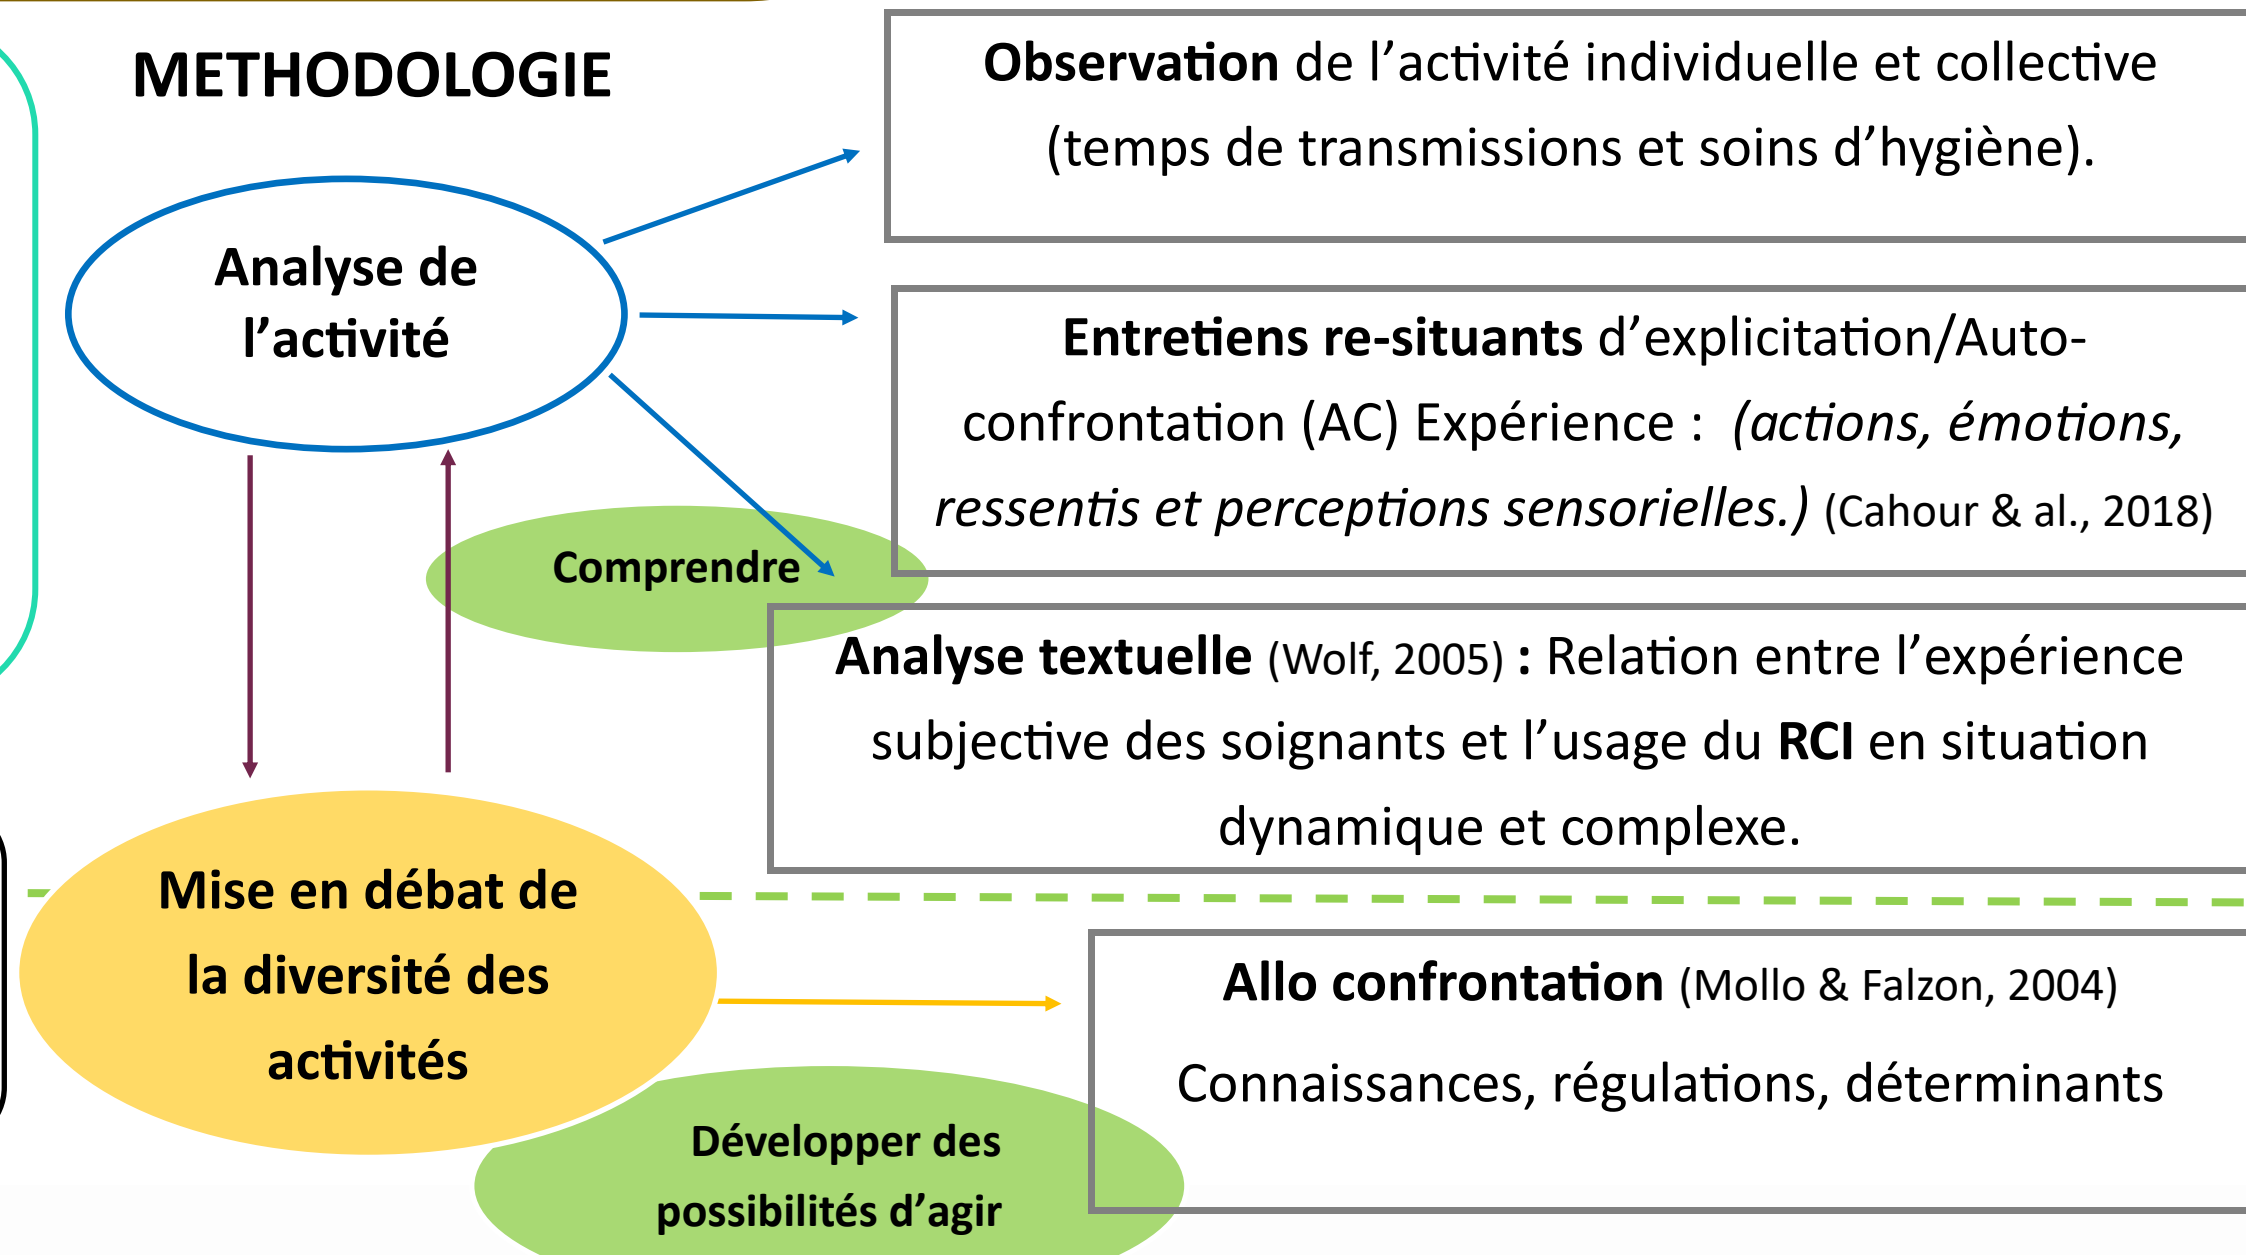 METHODOLOGIE
Observation de l’activité individuelle et collective
(temps de transmissions et soins d’hygiène).
Analyse de
l’activité
Entretiens re-situants d’explicitation/Auto-
confrontation (AC) Expérience : (actions, émotions,
ressentis et perceptions sensorielles.) (Cahour & al., 2018)
Comprendre
Analyse textuelle (Wolf, 2005) : Relation entre l’expérience
subjective des soignants et l’usage du RCI en situation
dynamique et complexe.
Mise en débat de
la diversité des
activités
Allo confrontation (Mollo & Falzon, 2004)
Connaissances, régulations, déterminants
Développer des
possibilités d’agir